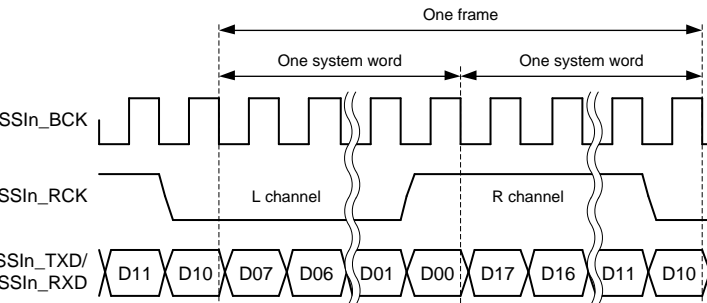 One frame
One system word One system word
SSIn_BCK
SSIn_RCK L channel R channel
SSIn_TXD/
SSIn_RXD D11 D10 D07 D06 D01 D00 D17 D16 D11 D10